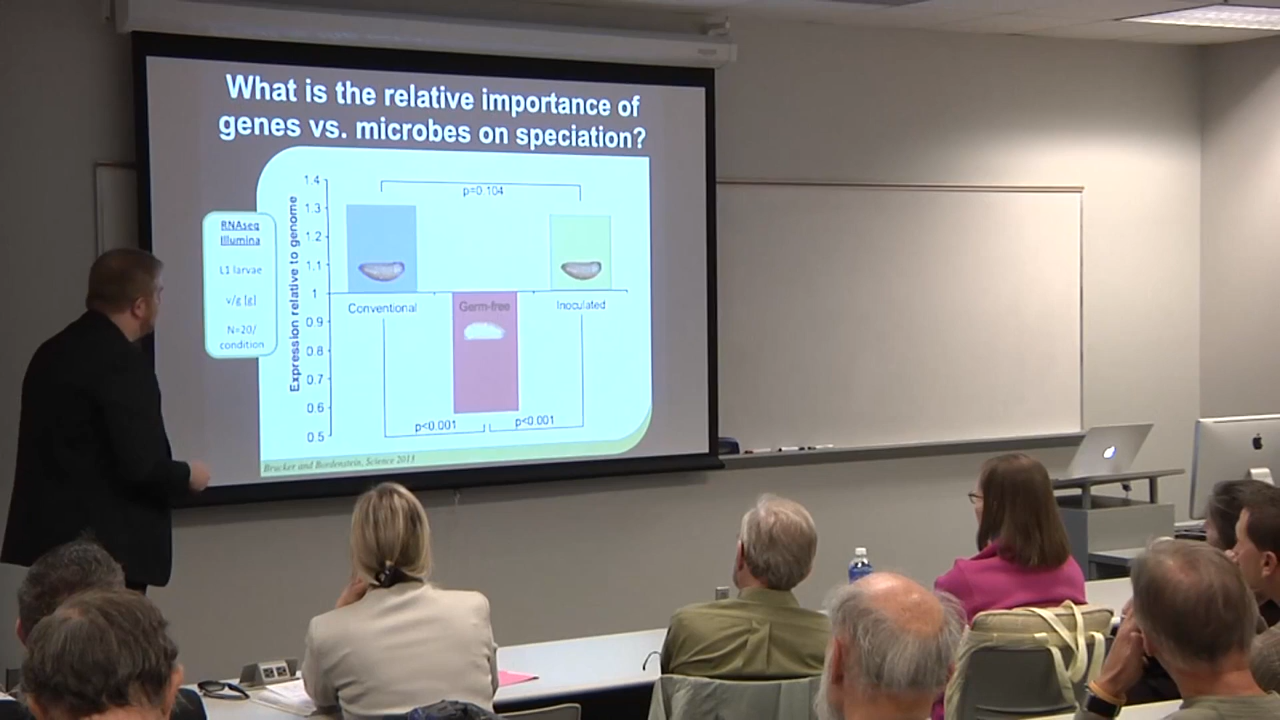 What is the relative importance of
genes vs. microbes on speciation?
RNAseq
Illumina
L1 larvae
N=20/
condition
Expression relative to genome
1.4
1.3
1.2
1.1
1
0.9
0.8
0.7
0.6
0.5
p=0.104
Conventional
Germ-free
Inoculated
p<0.001
p<0.001
Brucker and Bordenstein, Science 2013